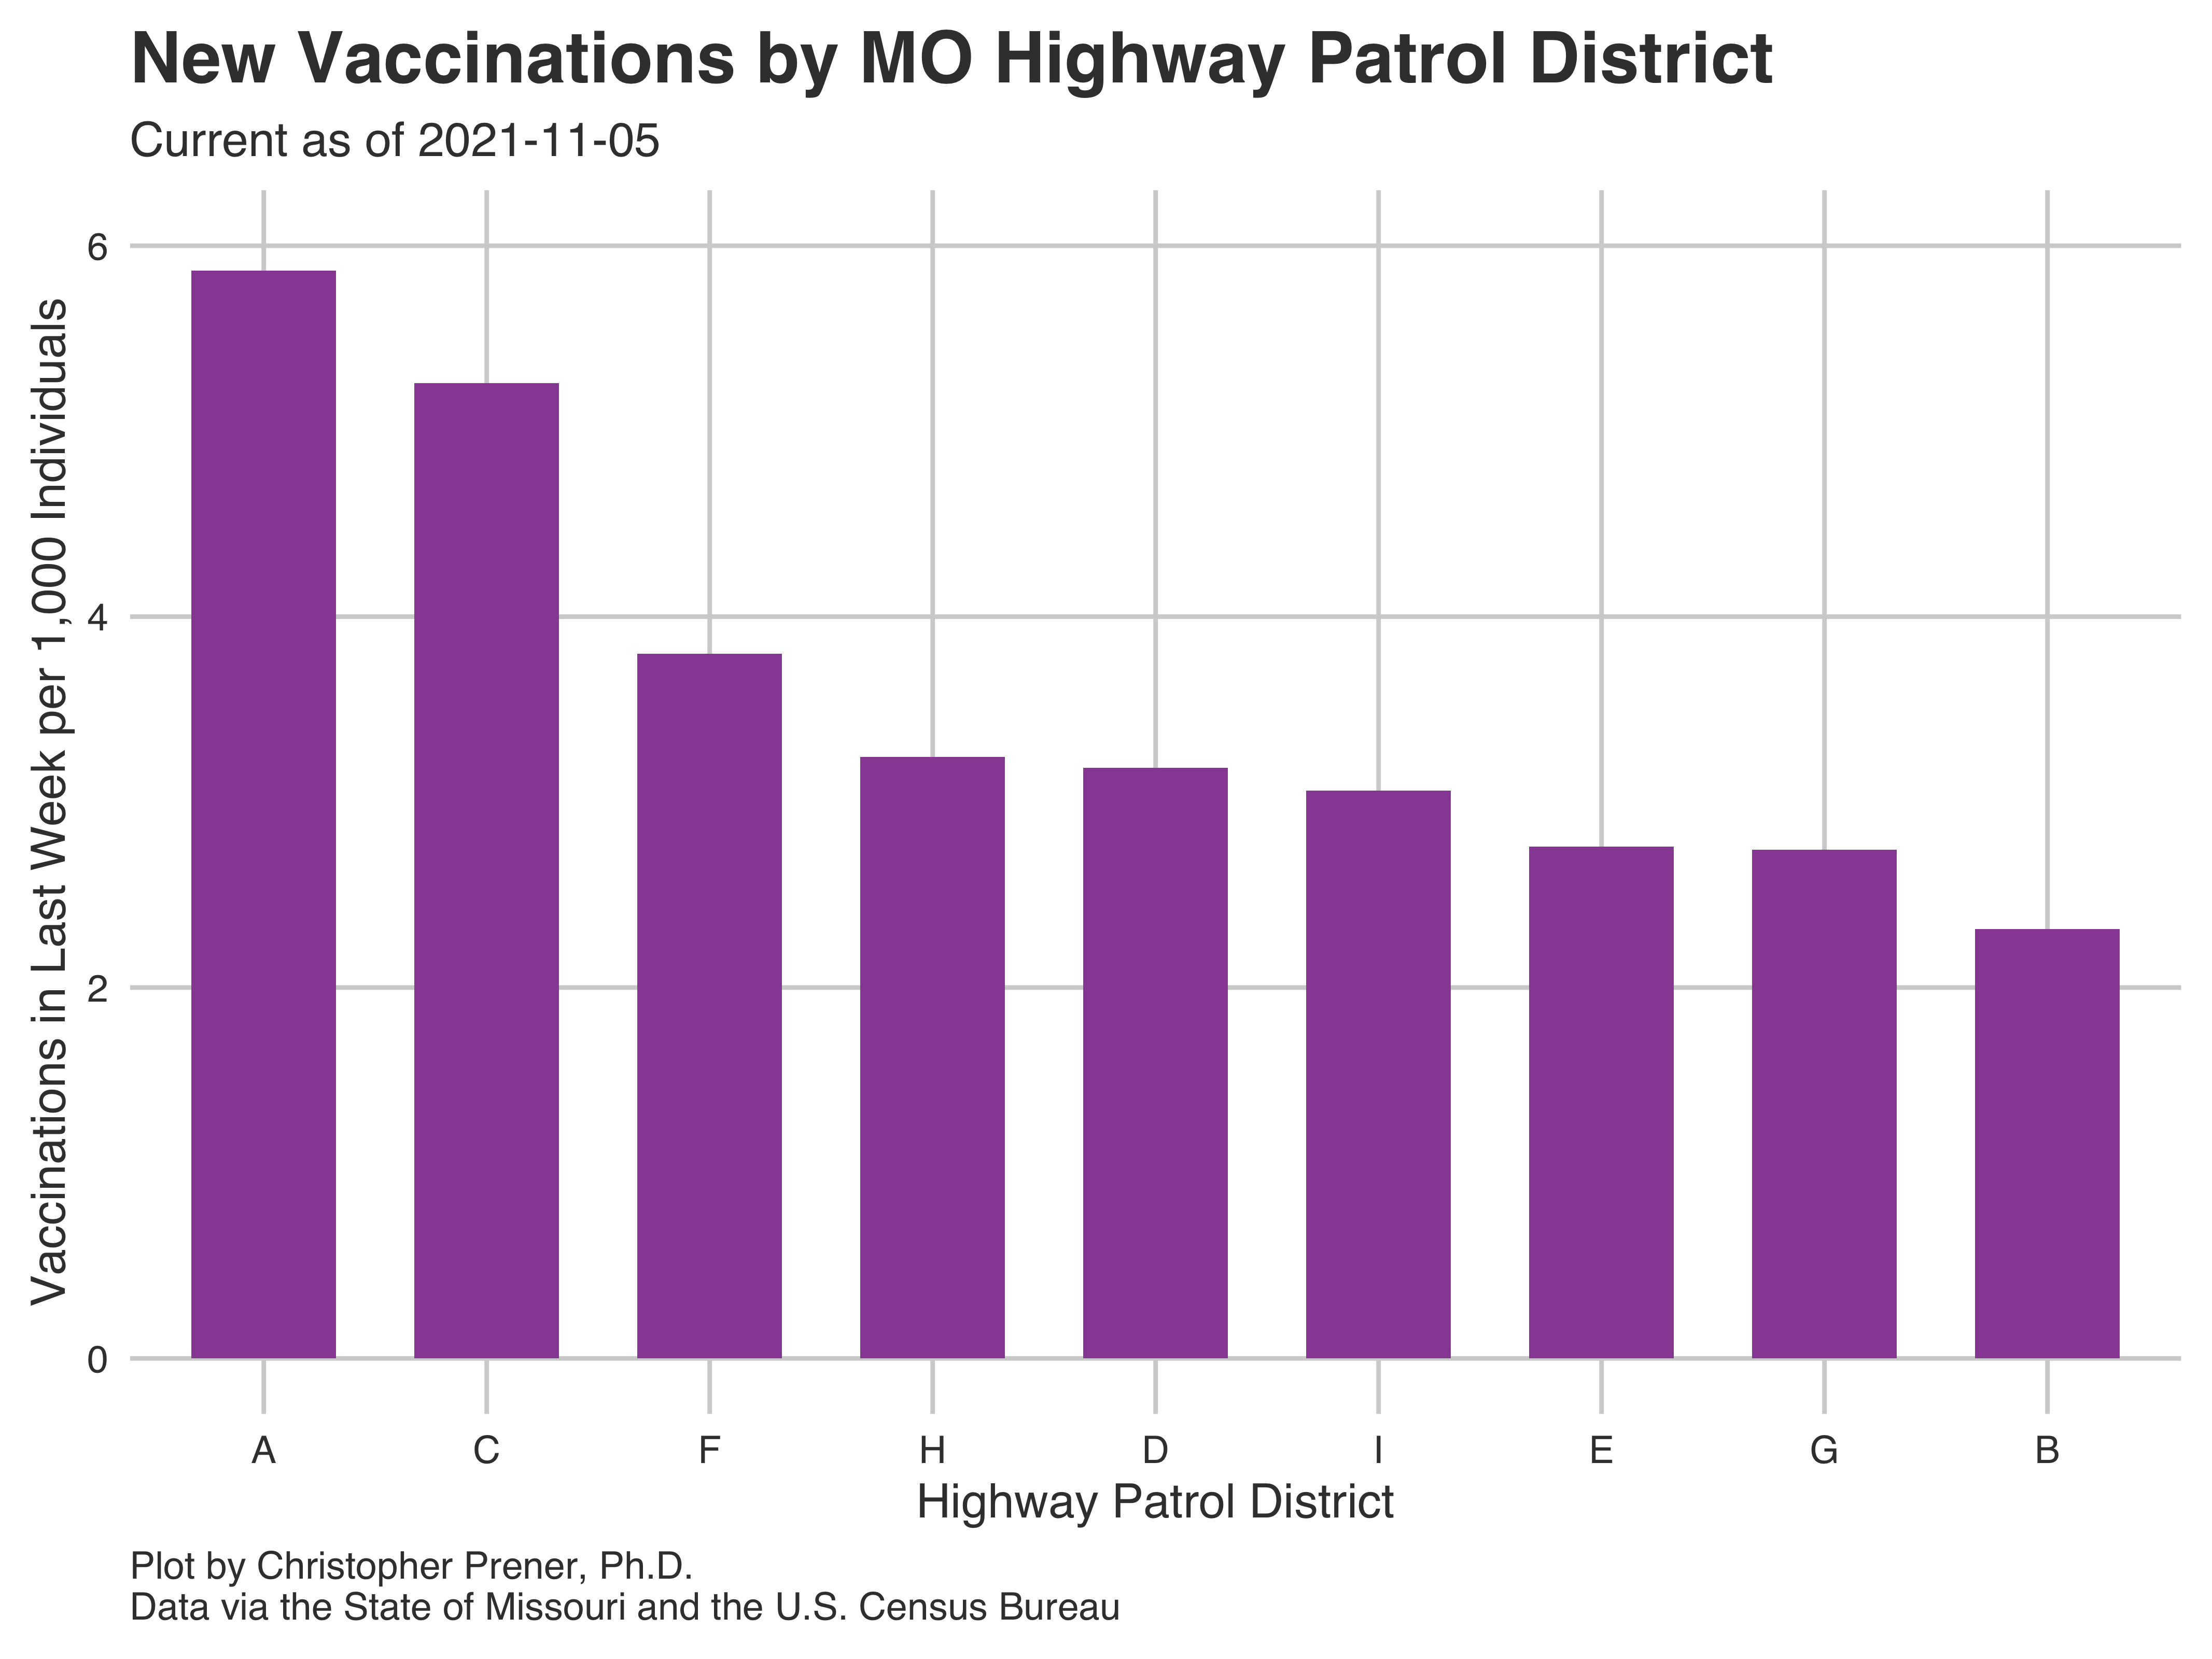 New Vaccinations by MO Highway Patrol District
Current as of 2021-11-05
Vaccinations in Last Week per 1,000 Individuals
6
4
2
0
A C F H D I E G B
Highway Patrol District
Plot by Christopher Prener, Ph.D.
Data via the State of Missouri and the U.S. Census Bureau